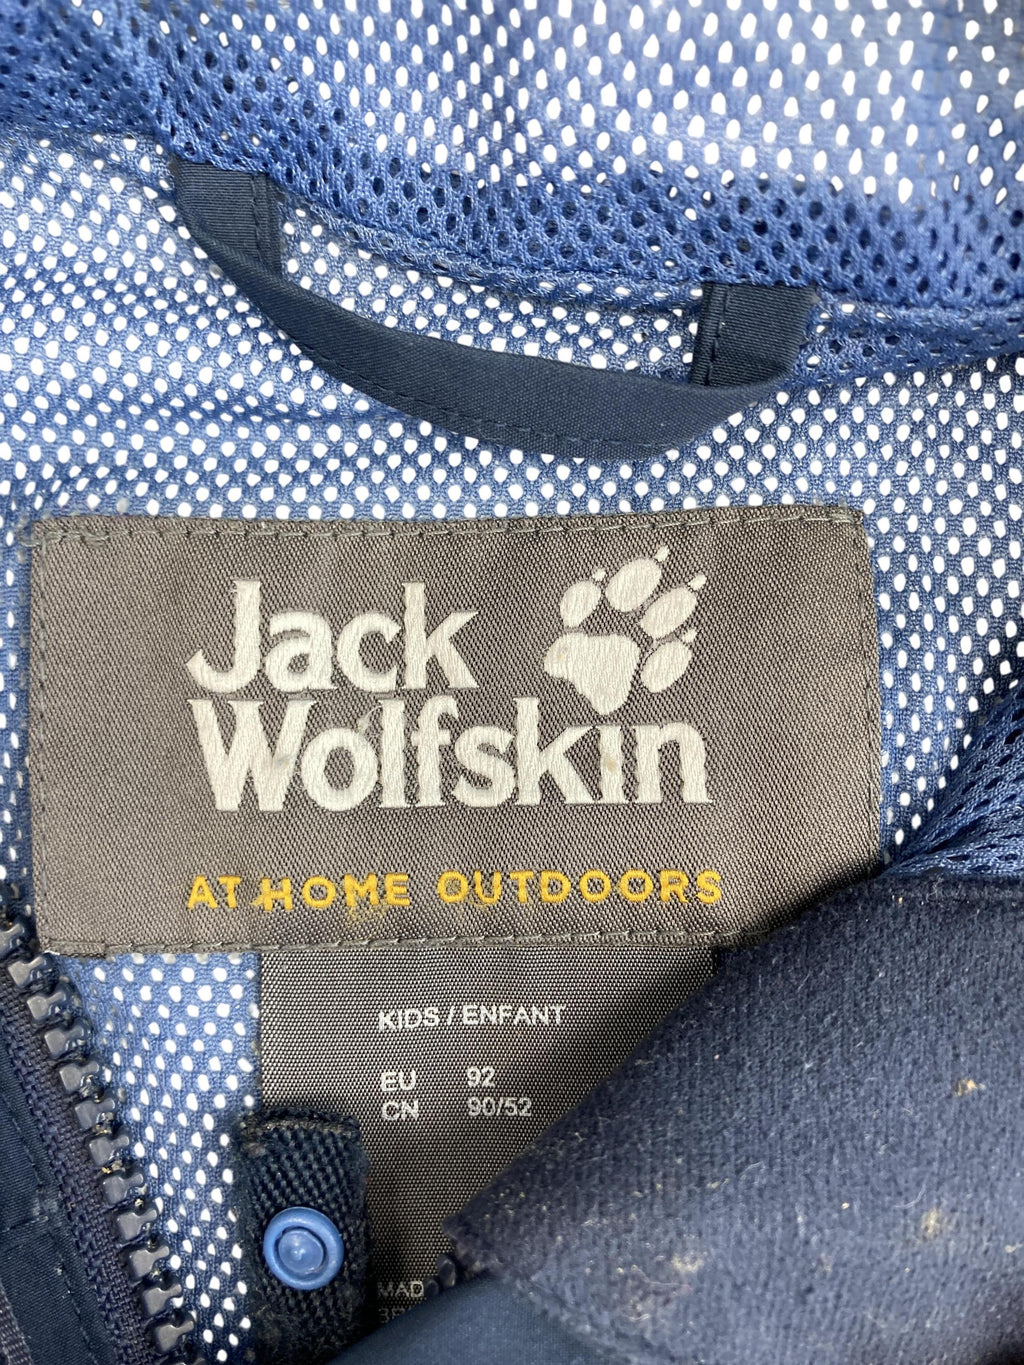 Jack
Wolfskin
AT HOME OUTDOORS
KIDS / ENFANT
EU 92
CN 90/52